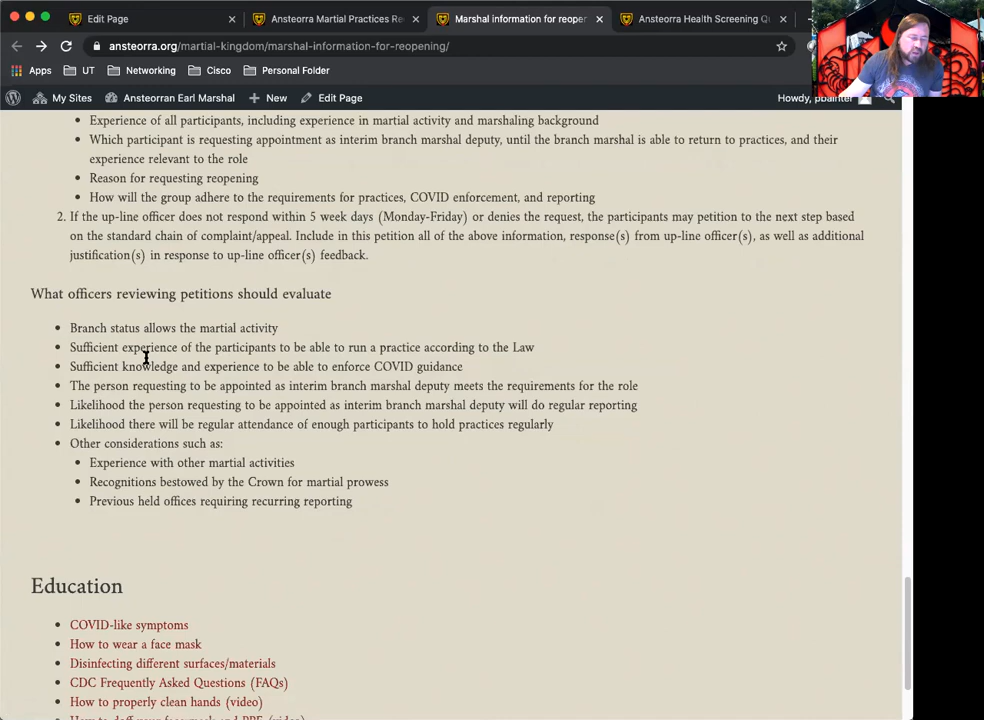 Edit Page
Ansteorra Martial Practices Re
Marshal information for reoper
Ansteorra Health Screening Q
ansteorra.org/martial-kingdom/marshal-information-for-reopening/
Apps UT Networking Cisco Personal Folder
My Sites Ansteorran Earl Marshal + New Edit Page Howdy, pbainter
• Experience of all participants, including experience in martial activity and marshaling background
• Which participant is requesting appointment as interim branch marshal deputy, until the branch marshal is able to return to practices, and their
experience relevant to the role
• Reason for requesting reopening
• How will the group adhere to the requirements for practices, COVID enforcement, and reporting
2. If the up-line officer does not respond within 5 week days (Monday-Friday) or denies the request, the participants may petition to the next step based
on the standard chain of complaint/appeal. Include in this petition all of the above information, response(s) from up-line officer(s), as well as additional
justification(s) in response to up-line officer(s) feedback.
What officers reviewing petitions should evaluate
• Branch status allows the martial activity
• Sufficient experience of the participants to be able to run a practice according to the Law
• Sufficient knowledge and experience to be able to enforce COVID guidance
• The person requesting to be appointed as interim branch marshal deputy meets the requirements for the role
• Likelihood the person requesting to be appointed as interim branch marshal deputy will do regular reporting
• Likelihood there will be regular attendance of enough participants to hold practices regularly
• Other considerations such as:
• Experience with other martial activities
• Recognitions bestowed by the Crown for martial prowess
• Previous held offices requiring recurring reporting
Education
• COVID-like symptoms
• How to wear a face mask
• Disinfecting different surfaces/materials
• CDC Frequently Asked Questions (FAQs)
• How to properly clean hands (video)